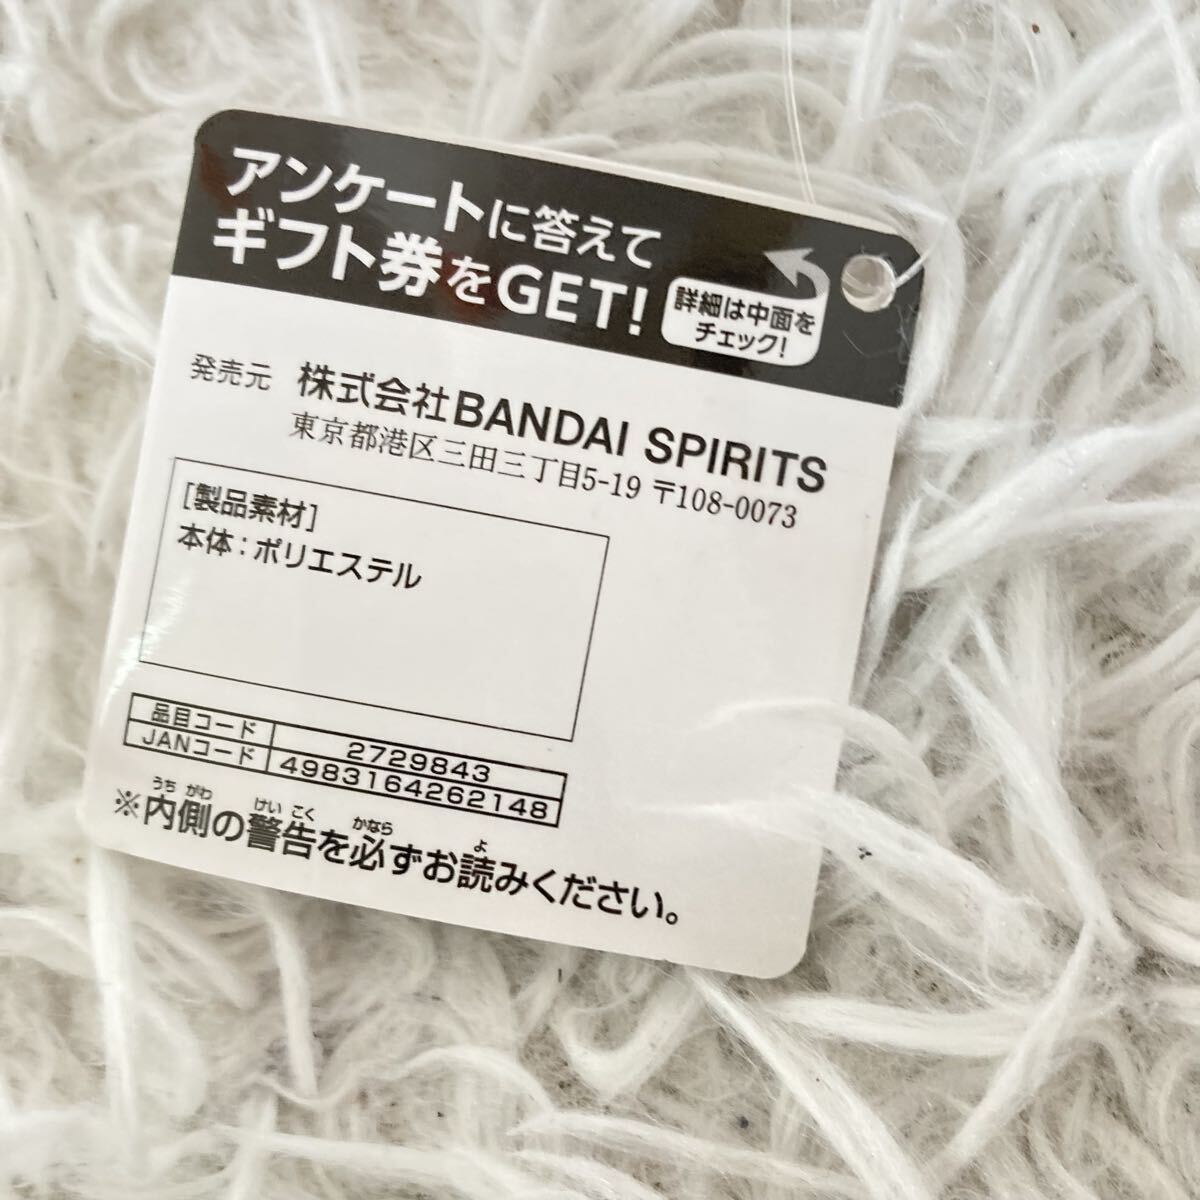 アンケートに答えて
ギフト券をGET!
詳細は中面を
チェック!
発売元 株式会社BANDAI SPIRITS
東京都港区三田三丁目5-19 〒108-0073
[製品素材]
本体:ポリエステル
品目コード 2729843
JANコード 4983164262148
※内側の警告を必ずお読みください。